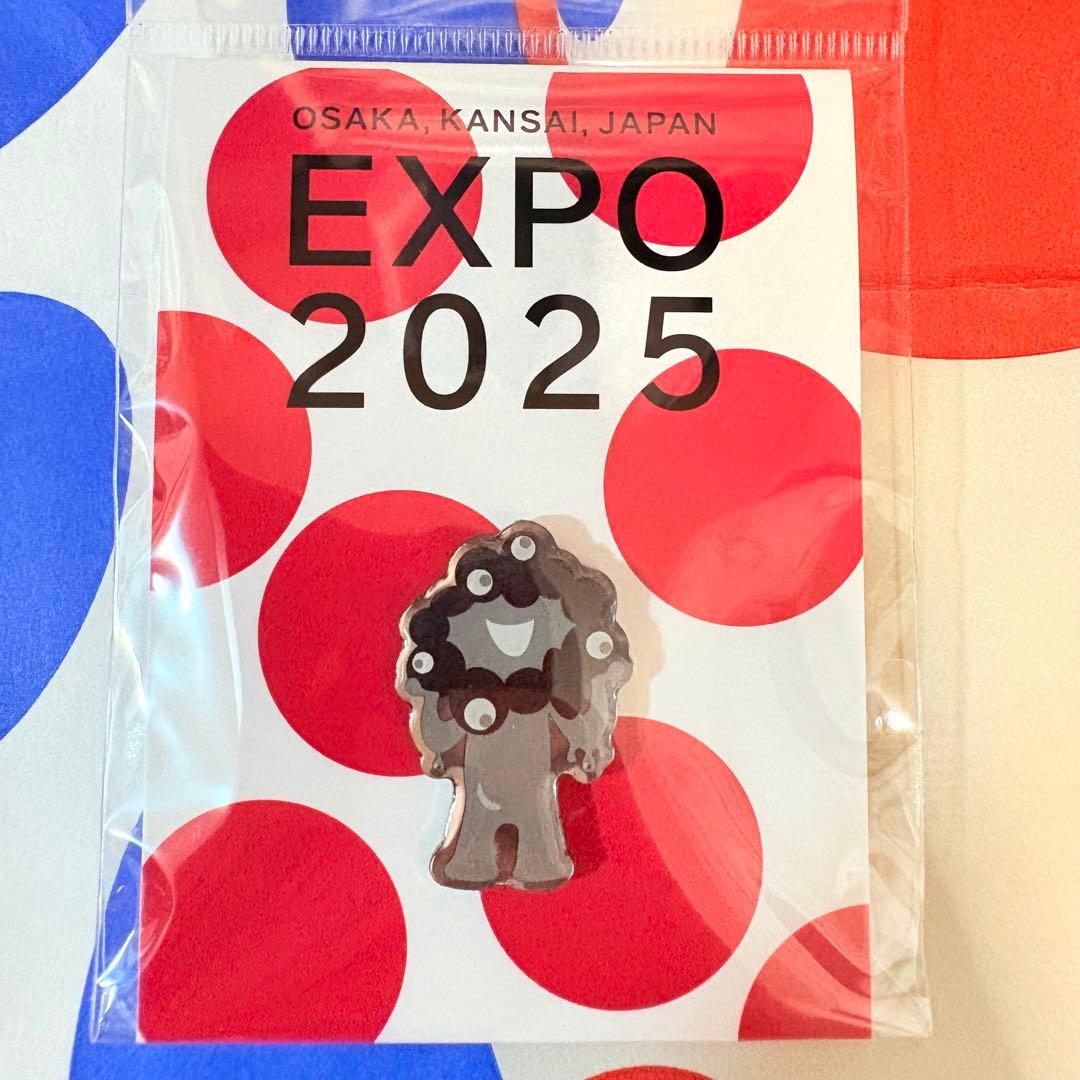 OSAKA, KANSAI, JAPAN
EXPO
2025